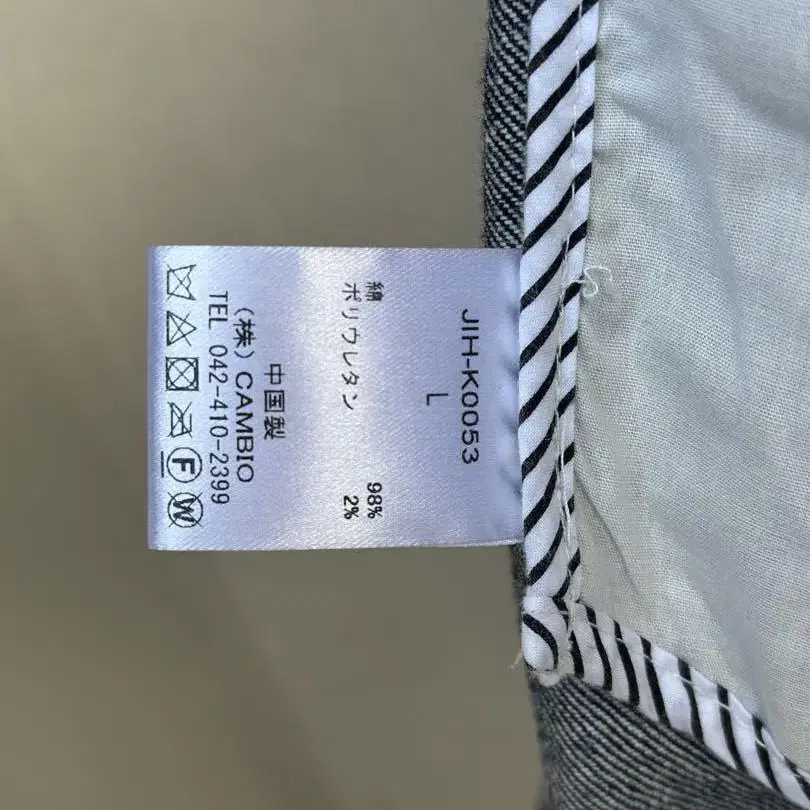 JIH-K0053
L
綿 98%
ポリウレタン 2%
中国製
(株) CAMBIO
TEL 042-410-2399
F W